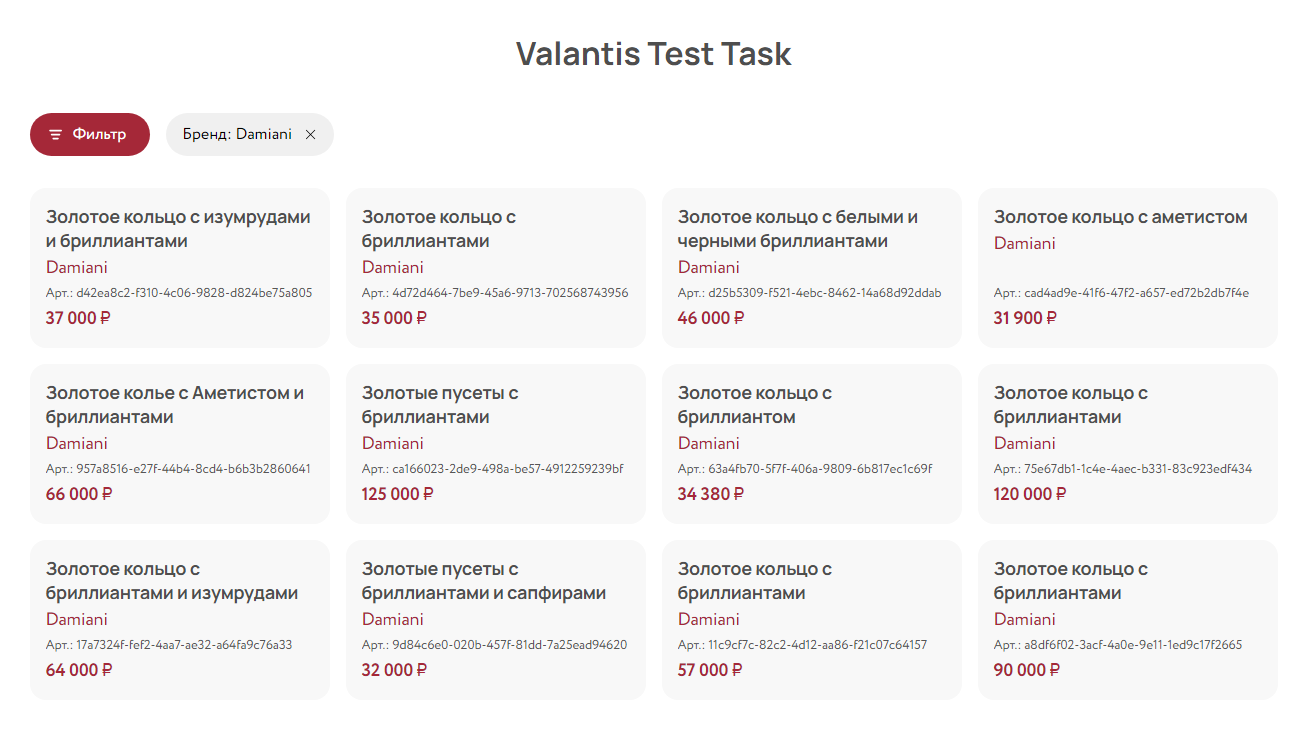 Valantis Test Task
Фильтр
Бренд: Damiani
Золотое кольцо с изумрудами
и бриллиантами
Damiani
Арт.: d42ea8c2-f310-4c06-9828-d824be75a805
37 000 ₽
Золотое кольцо с
бриллиантами
Damiani
Арт.: 4d72d464-7be9-45a6-9713-702568743956
35 000 ₽
Золотое кольцо с белыми и
черными бриллиантами
Damiani
Арт.: d25b5309-f521-4ebc-8462-14a68d92ddab
46 000 ₽
Золотое кольцо с аметистом
Damiani
Арт.: cad4ad9e-41f6-47f2-a657-ed72b2db7f4e
31 900 ₽
Золотое колье с Аметистом и
бриллиантами
Damiani
Арт.: 957a8516-e27f-44b4-8cd4-b6b3b2860641
66 000 ₽
Золотые пусеты с
бриллиантами
Damiani
Арт.: ca166023-2de9-498a-be57-4912259239bf
125 000 ₽
Золотое кольцо с
бриллиантом
Damiani
Арт.: 63a4fb70-5f7f-406a-9809-6b817ec1c69f
34 380 ₽
Золотое кольцо с
бриллиантами
Damiani
Арт.: 75e67db1-1c4e-4aec-b331-83c923edf434
120 000 ₽
Золотое кольцо с
бриллиантами и изумрудами
Damiani
Арт.: 17a7324f-fef2-4aa7-ae32-a64fa9c76a33
64 000 ₽
Золотые пусеты с
бриллиантами и сапфирами
Damiani
Арт.: 9d84c6e0-020b-457f-81dd-7a25ead94620
32 000 ₽
Золотое кольцо с
бриллиантами
Damiani
Арт.: 11c9cf7c-82c2-4d12-aa86-f21c07c64157
57 000 ₽
Золотое кольцо с
бриллиантами
Damiani
Арт.: a8df6f02-3acf-4a0e-9e11-1ed9c17f2665
90 000 ₽